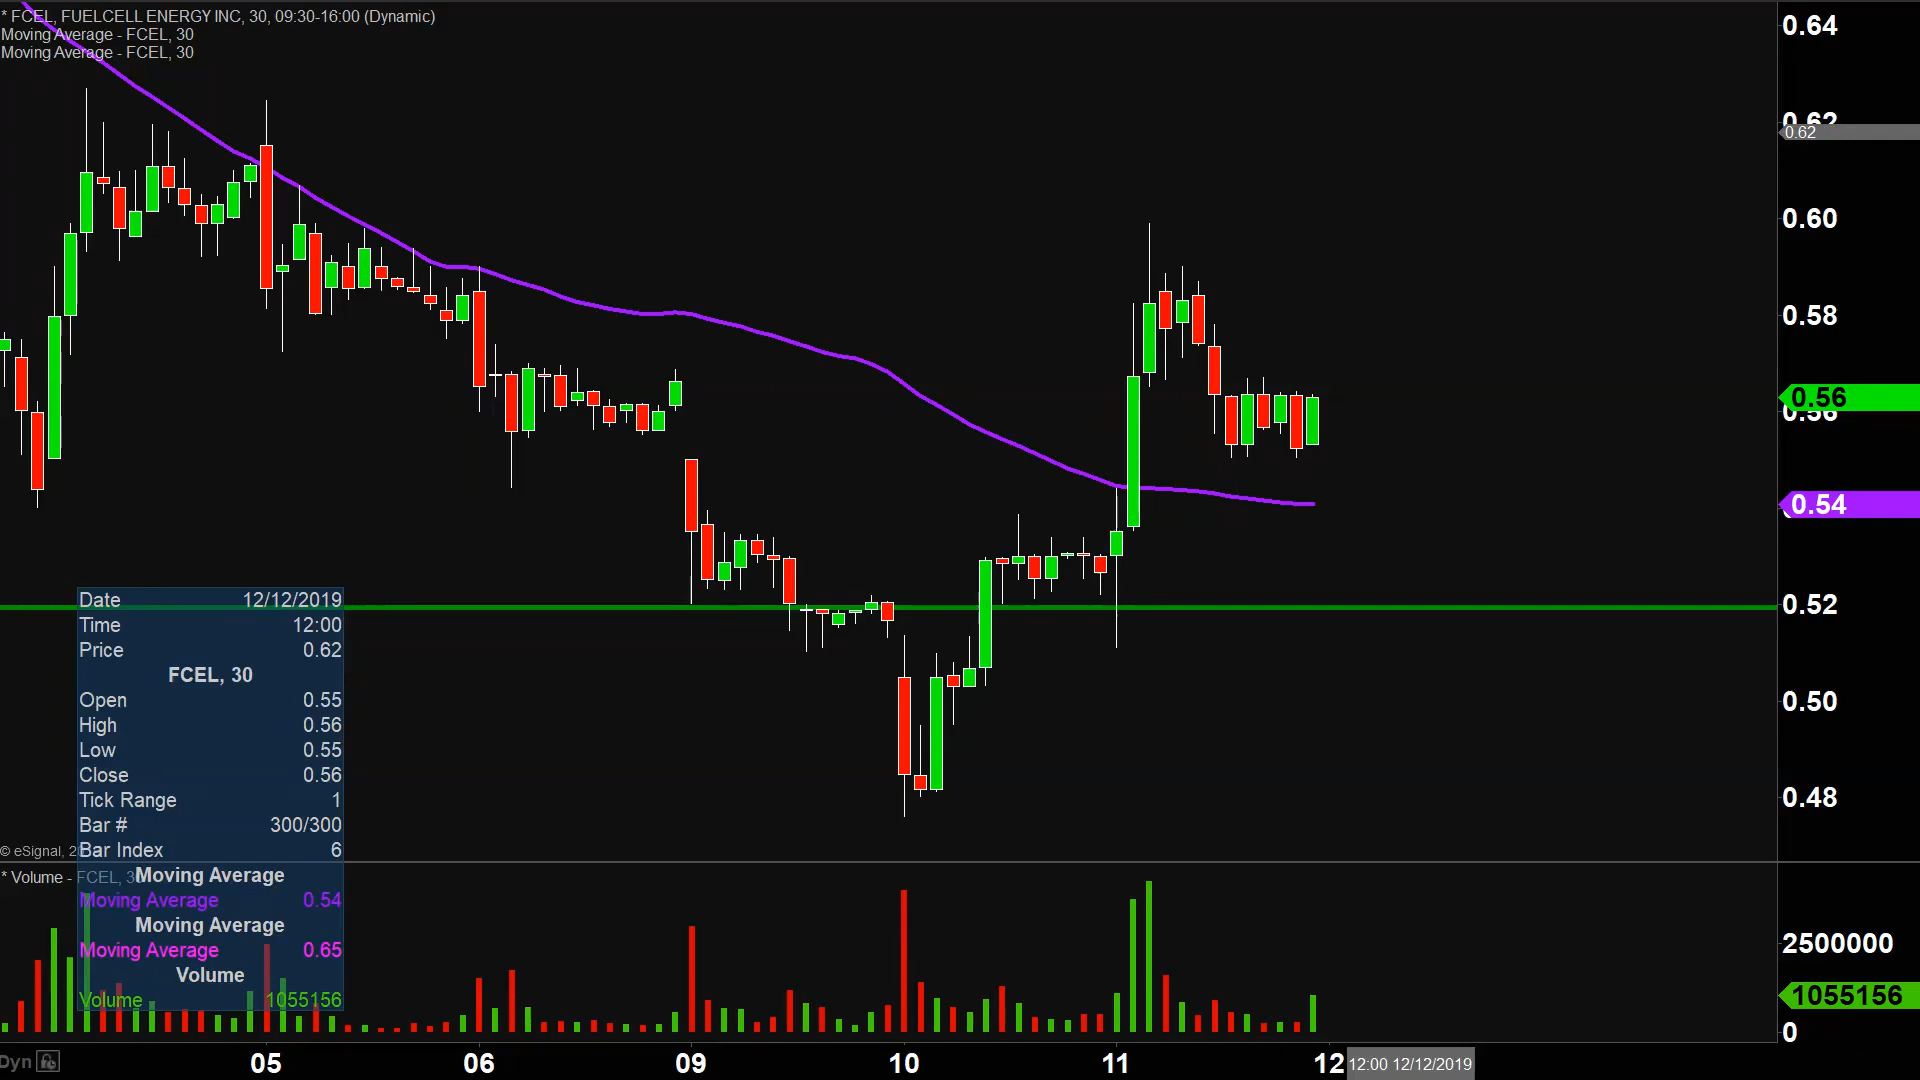 * FCEL, FUELCELL ENERGY INC, 30, 09:30-16:00 (Dynamic)
Moving Average - FCEL, 30
Moving Average - FCEL, 30
0.64
0.62
0.62
0.60
0.58
0.56
0.56
0.54
0.52
0.50
0.48
Date 12/12/2019
Time 12:00
Price 0.62
FCEL, 30
Open 0.55
High 0.56
Low 0.55
Close 0.56
Tick Range 1
Bar # 300/300
Bar Index 6
© eSignal, 2
Moving Average
* Volume - FCEL, 3
Moving Average 0.54
Moving Average
Moving Average 0.65
Volume
Volume 1055156
2500000
1055156
0
Dyn
05 06 09 10 11 12 12:00 12/12/2019